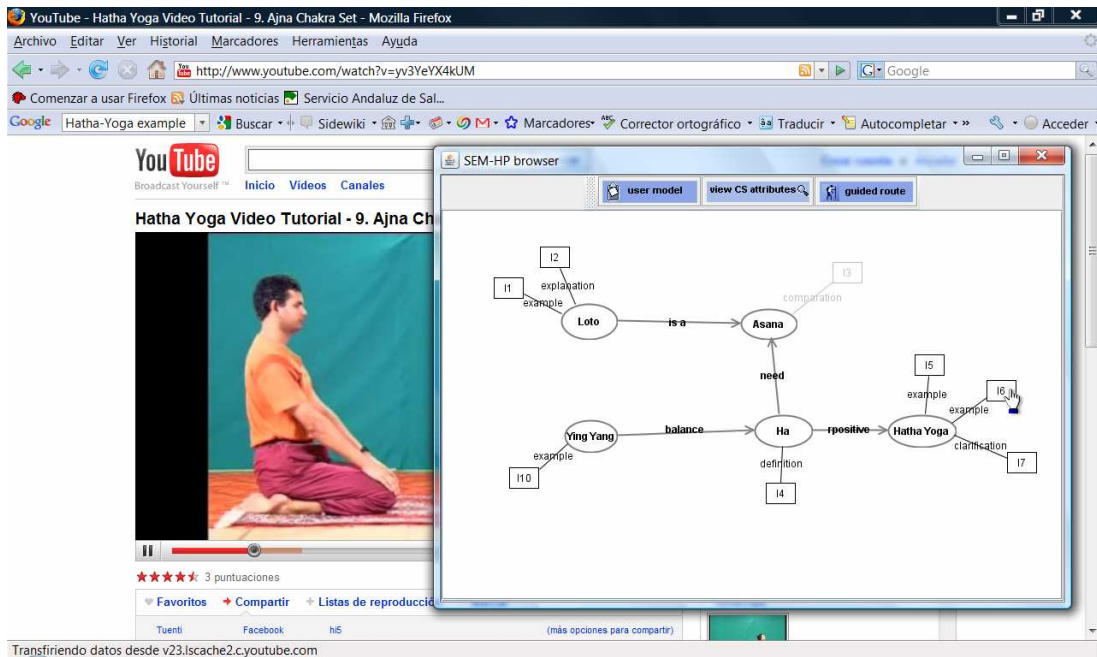 YouTube - Hatha Yoga Video Tutorial - 9. Ajna Chakra Set - Mozilla Firefox
Archivo Editar Ver Historial Marcadores Herramientas Ayuda
http://www.youtube.com/watch?v=yv3YeYX4kUM
G Google
Comenzar a usar Firefox Últimas noticias Servicio Andaluz de Sal...
Google Hatha-Yoga example Buscar Sidewiki Marcadores Corrector ortográfico Traducir Autocompletar » Acceder
You Tube
Broadcast Yourself ™ Inicio Vídeos Canales
SEM-HP browser
user model view CS attributes guided route
Hatha Yoga Video Tutorial - 9. Ajna Ch
I2
I1 explanation
example
I3
comparation
Loto is a Asana
need
I5
example
I6
example
Ying Yang balance Ha rpositive Hatha Yoga
example
definition
clarification
I10
I4
I7
3 puntuaciones
Favoritos Compartir Listas de reproducció
Tuenti Facebook hi5 (más opciones para compartir)
Transfiriendo datos desde v23.lscache2.c.youtube.com